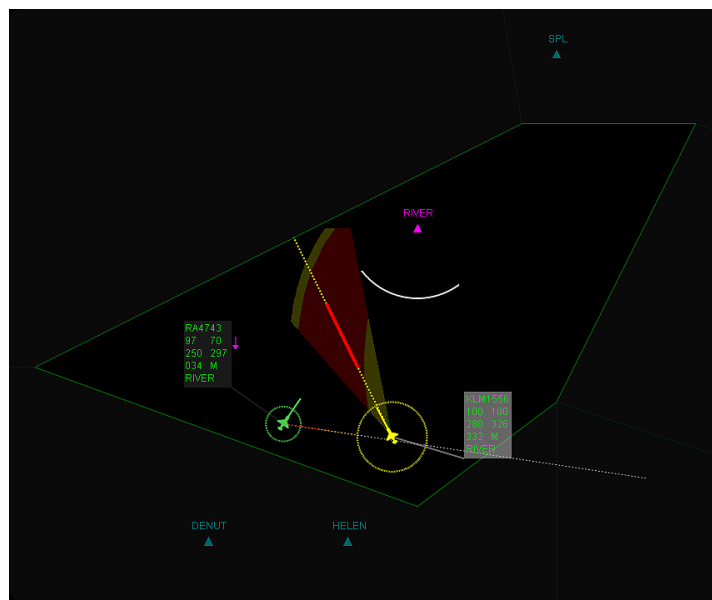 SPL
RIVER
RA4743
97 70
250 297
034 M
RIVER
KLM1556
100 100
280 326
332 M
RIVER
DENUT
HELEN